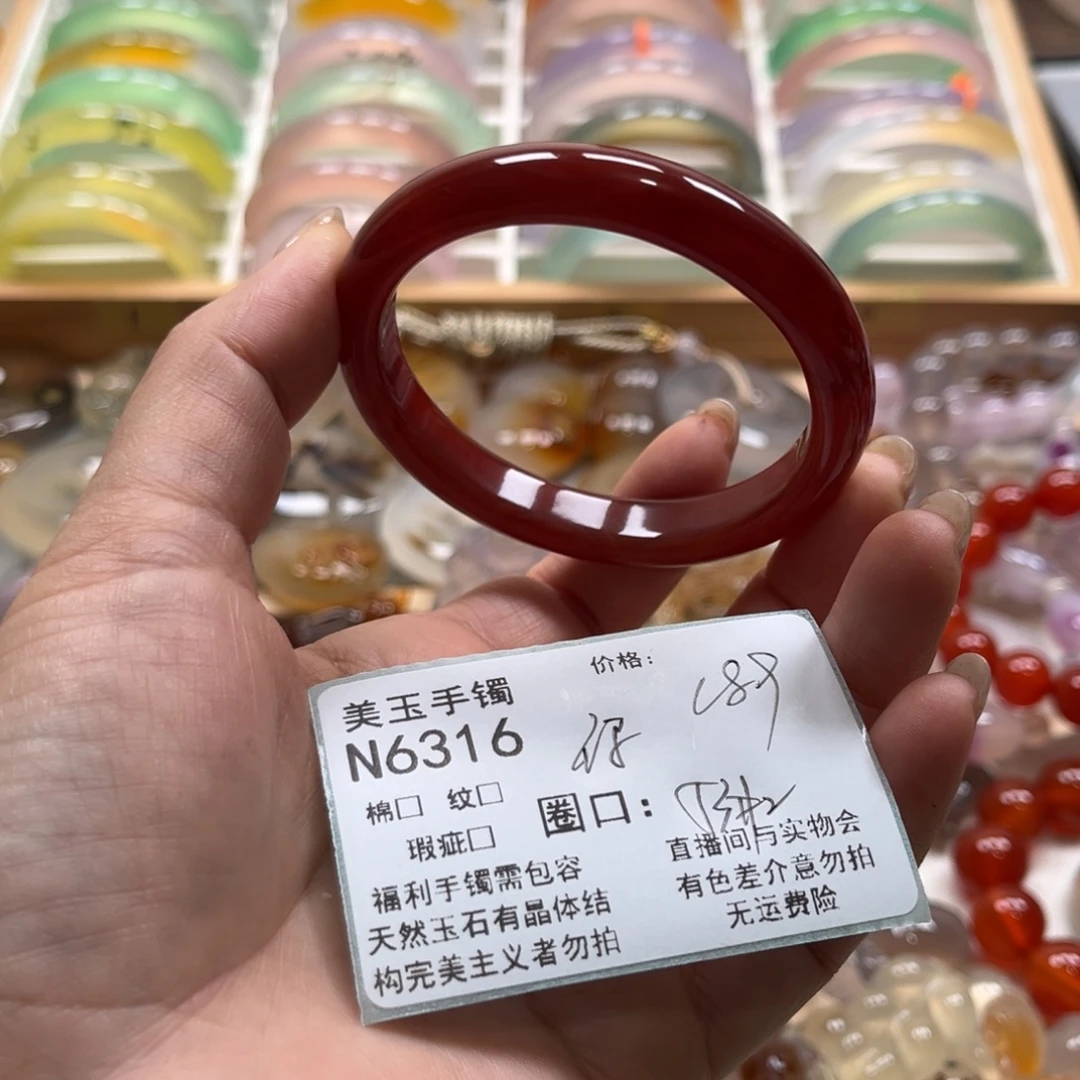 美玉手镯
价格:
N6316
棉□ 纹□
圈口:
瑕疵□
福利手镯需包容
天然玉石有晶体结
构完美主义者勿拍
直播间与实物会
有色差介意勿拍
无运费险